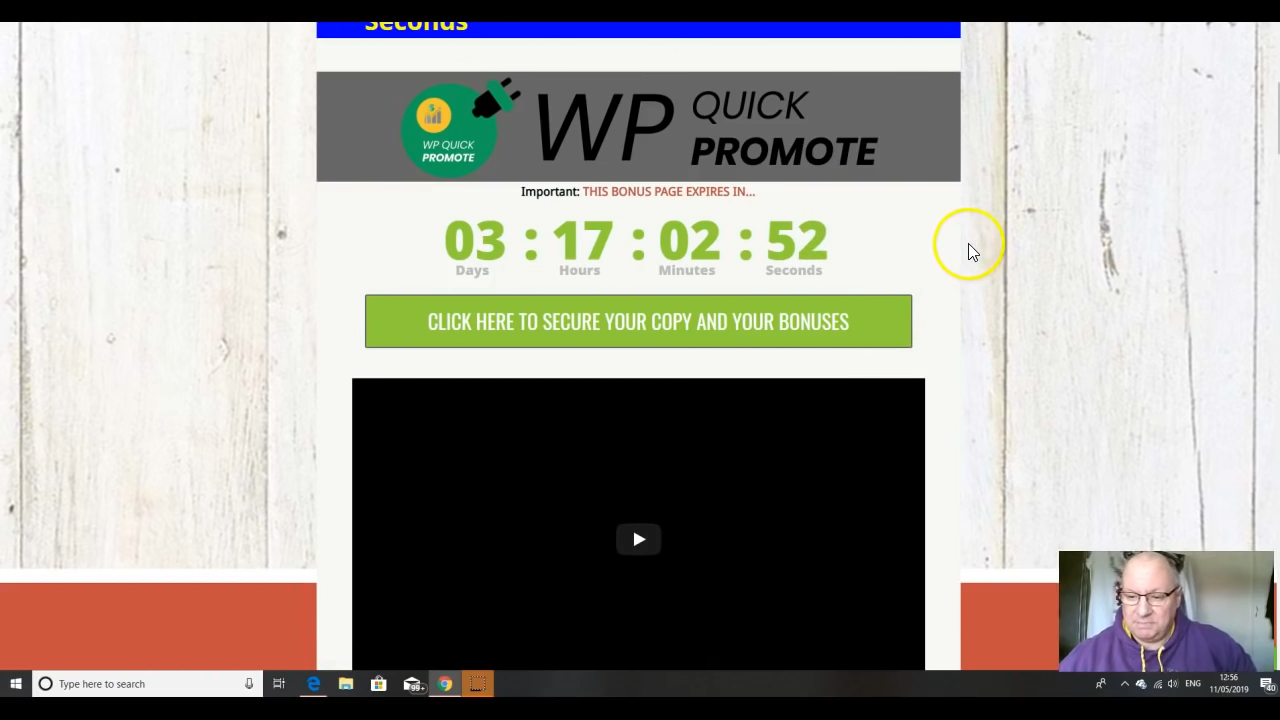 Seconds
WP QUICK
PROMOTE
WP
QUICK
PROMOTE
Important: THIS BONUS PAGE EXPIRES IN...
03 : 17 : 02 : 52
Days Hours Minutes Seconds
CLICK HERE TO SECURE YOUR COPY AND YOUR BONUSES
Type here to search
99+
ENG
12:56
11/05/2019
40